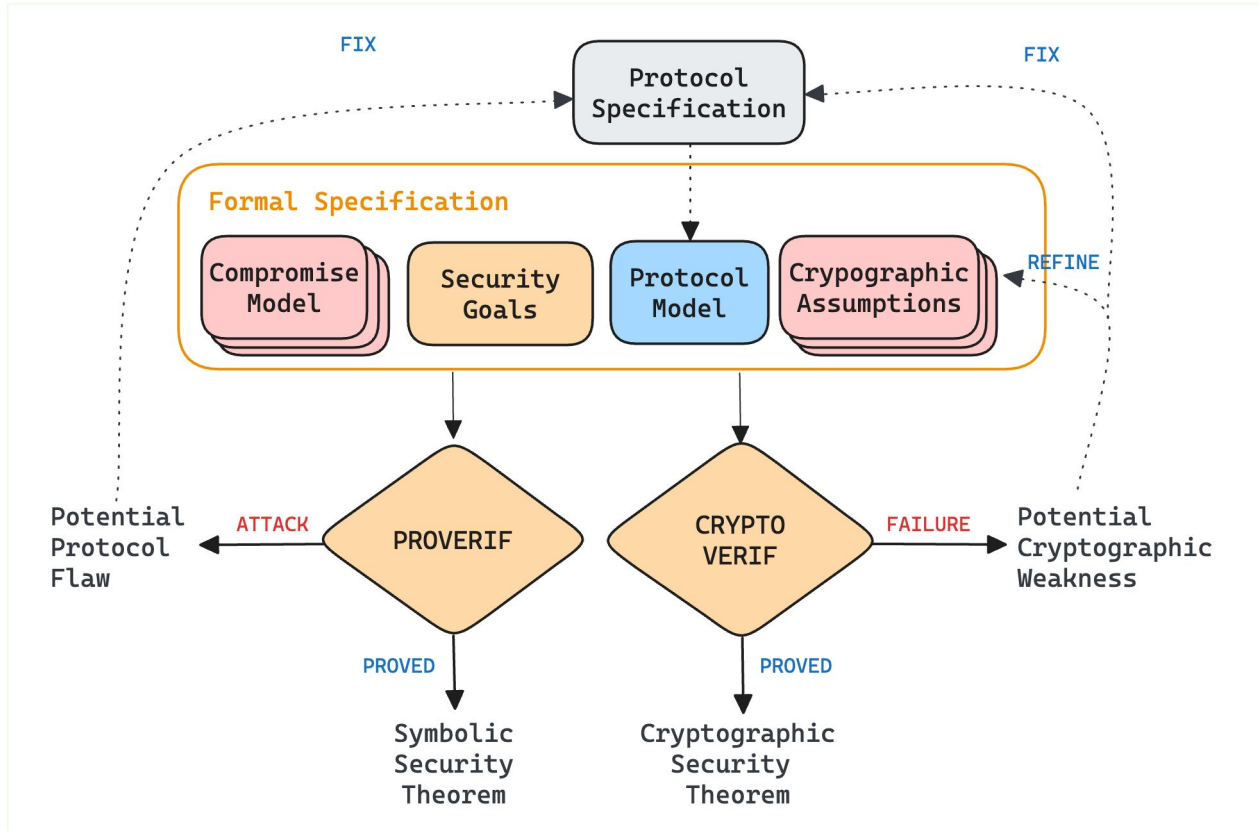 FIX
FIX
Protocol
Specification
Formal Specification
Compromise
Model
Security
Goals
Protocol
Model
Crypographic
Assumptions
REFINE
Potential
Protocol
Flaw
ATTACK
PROVERIF
CRYPTO
VERIF
FAILURE
Potential
Cryptographic
Weakness
PROVED
PROVED
Symbolic
Security
Theorem
Cryptographic
Security
Theorem